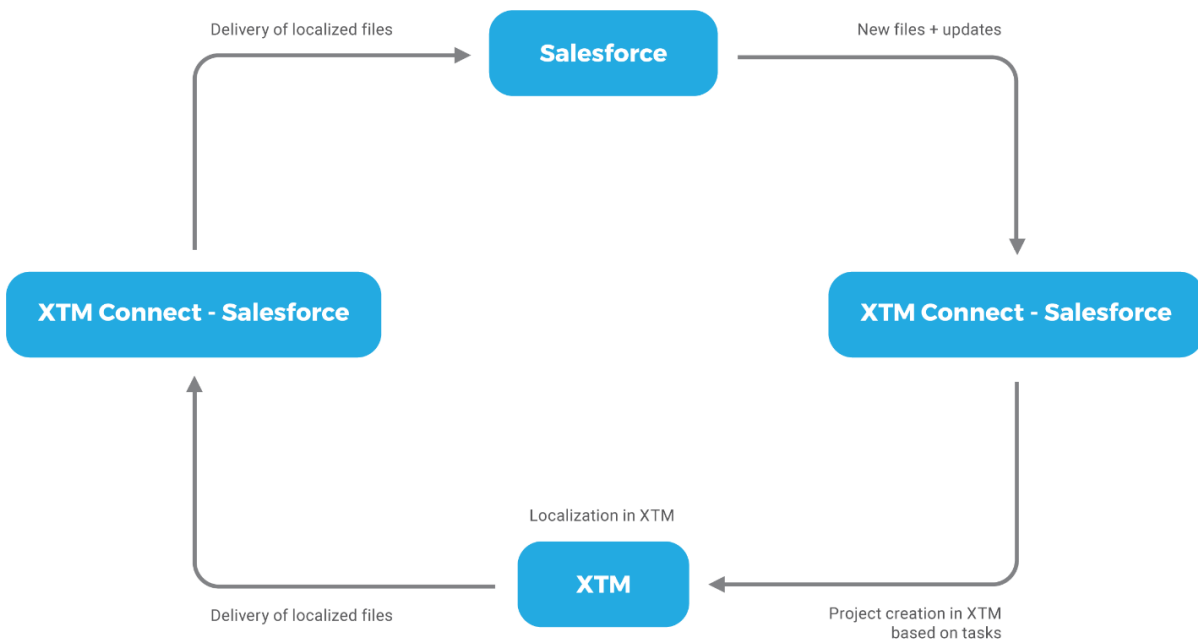 Delivery of localized files
Salesforce
New files + updates
XTM Connect - Salesforce
XTM Connect - Salesforce
Localization in XTM
XTM
Delivery of localized files
Project creation in XTM
based on tasks